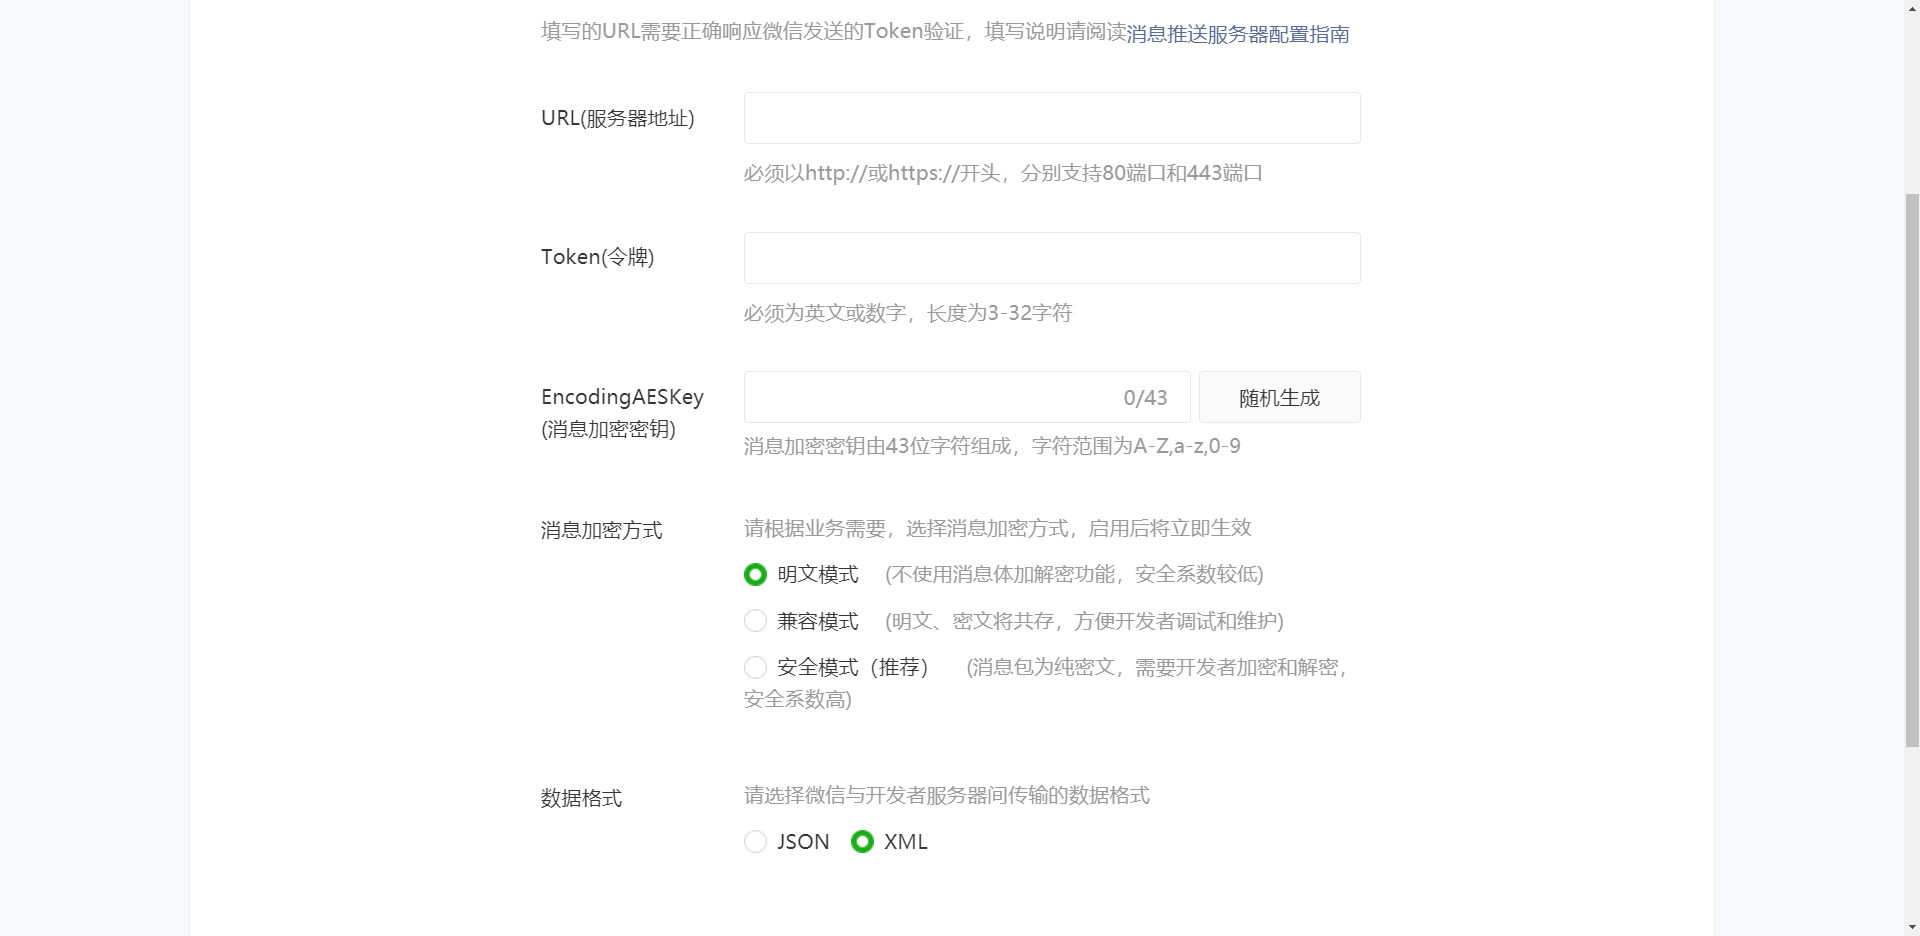 填写的URL需要正确响应微信发送的Token验证，填写说明请阅读消息推送服务器配置指南
URL(服务器地址)
必须以http://或https://开头，分别支持80端口和443端口
Token(令牌)
必须为英文或数字，长度为3-32字符
EncodingAESKey
(消息加密密钥)
0/43
随机生成
消息加密密钥由43位字符组成，字符范围为A-Z,a-z,0-9
消息加密方式
请根据业务需要，选择消息加密方式，启用后将立即生效
明文模式 (不使用消息体加解密功能，安全系数较低)
兼容模式 (明文、密文将共存，方便开发者调试和维护)
安全模式（推荐） (消息包为纯密文，需要开发者加密和解密，
安全系数高)
数据格式
请选择微信与开发者服务器间传输的数据格式
JSON XML